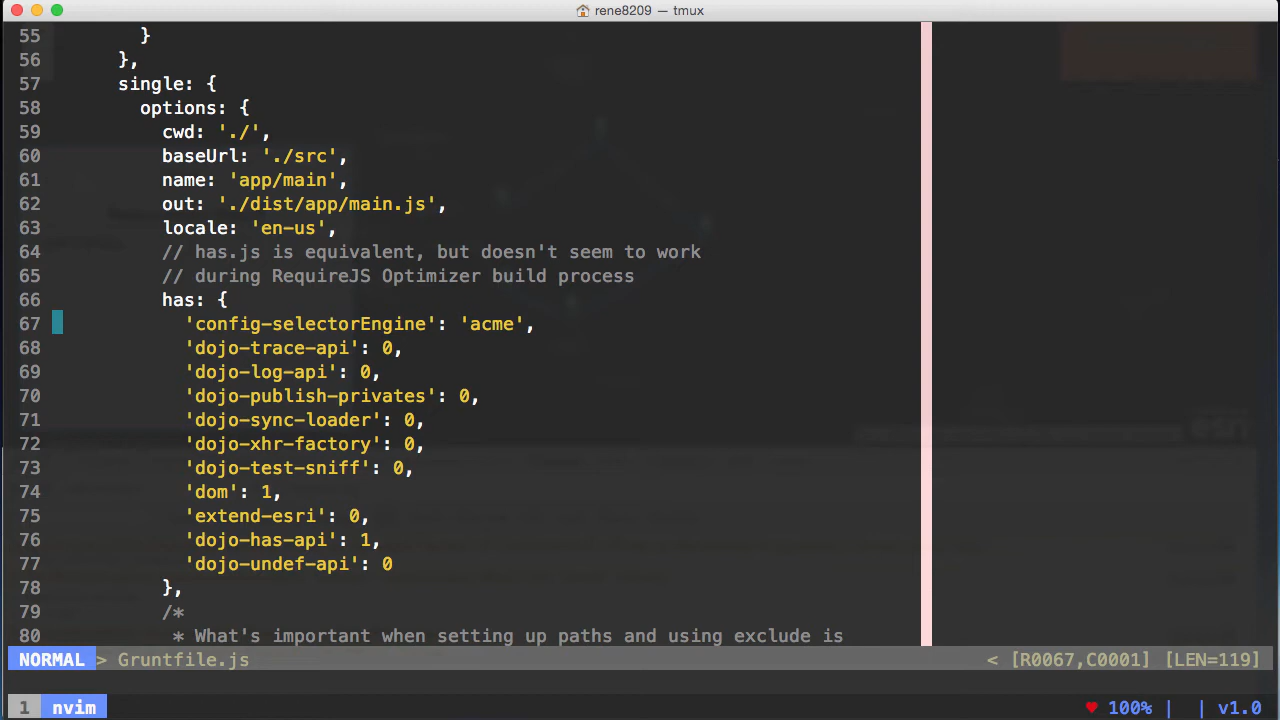 rene8209 — tmux
55 }
56 },
57 single: {
58 options: {
59 cwd: './',
60 baseUrl: './src',
61 name: 'app/main',
62 out: './dist/app/main.js',
63 locale: 'en-us',
64 // has.js is equivalent, but doesn't seem to work
65 // during RequireJS Optimizer build process
66 has: {
67 'config-selectorEngine': 'acme',
68 'dojo-trace-api': 0,
69 'dojo-log-api': 0,
70 'dojo-publish-privates': 0,
71 'dojo-sync-loader': 0,
72 'dojo-xhr-factory': 0,
73 'dojo-test-sniff': 0,
74 'dom': 1,
75 'extend-esri': 0,
76 'dojo-has-api': 1,
77 'dojo-undef-api': 0
78 },
79 /*
80 * What's important when setting up paths and using exclude is
NORMAL > Gruntfile.js < [R0067,C0001] [LEN=119]
1 nvim ♥ 100% | | v1.0